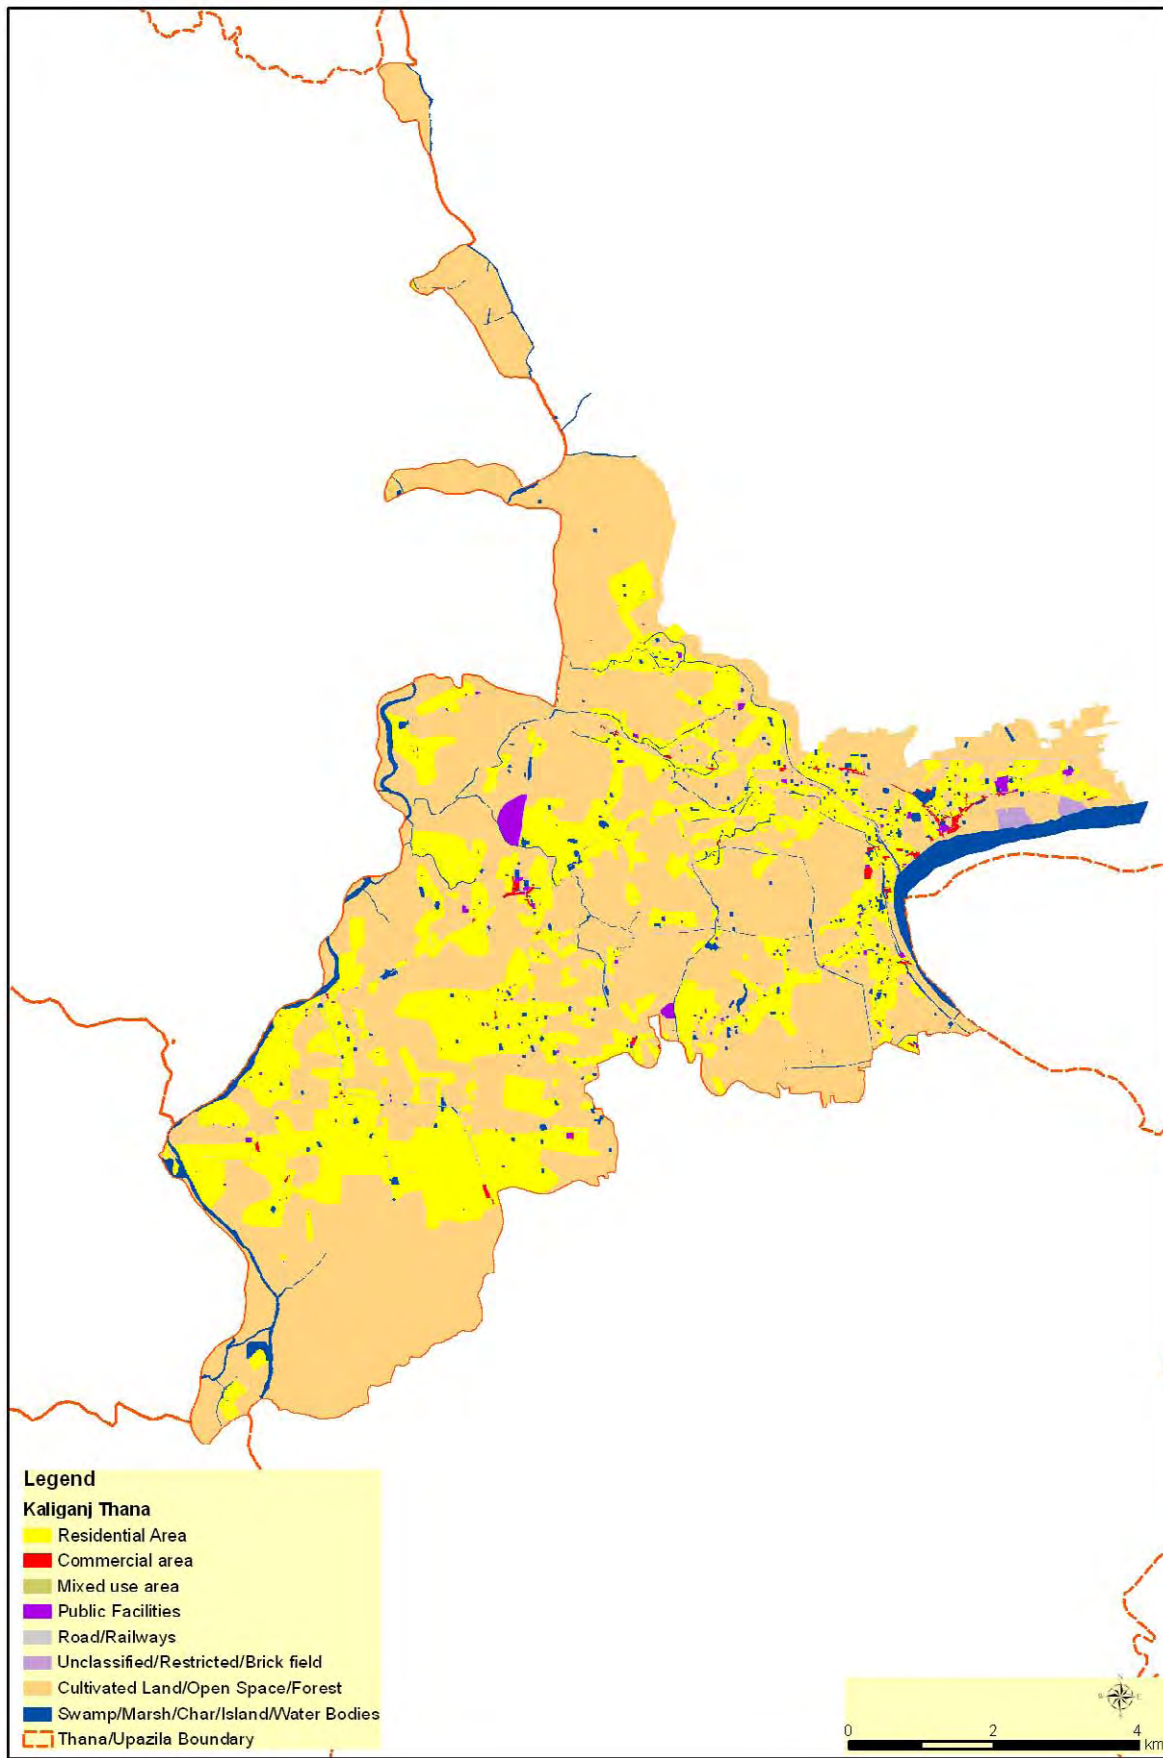 Legend
Kaliganj Thana
Residential Area
Commercial area
Mixed use area
Public Facilities
Road/Railways
Unclassified/Restricted/Brick field
Cultivated Land/Open Space/Forest
Swamp/Marsh/Char/Island/Water Bodies
Thana/Upazila Boundary
N
W E
S
0 2 4
km